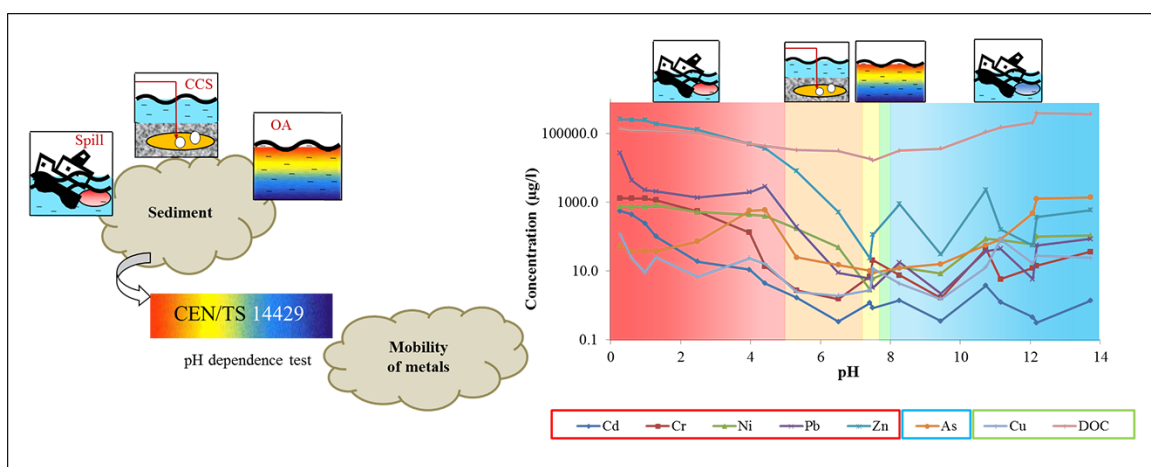 CCS
OA
Spill
Sediment
CEN/TS 14429
pH dependence test
Mobility
of metals
Concentration (µg/l)
100000.0
1000.0
10.0
0.1
0 2 4 6 8 10 12 14
pH
Cd Cr Ni Pb Zn As Cu DOC